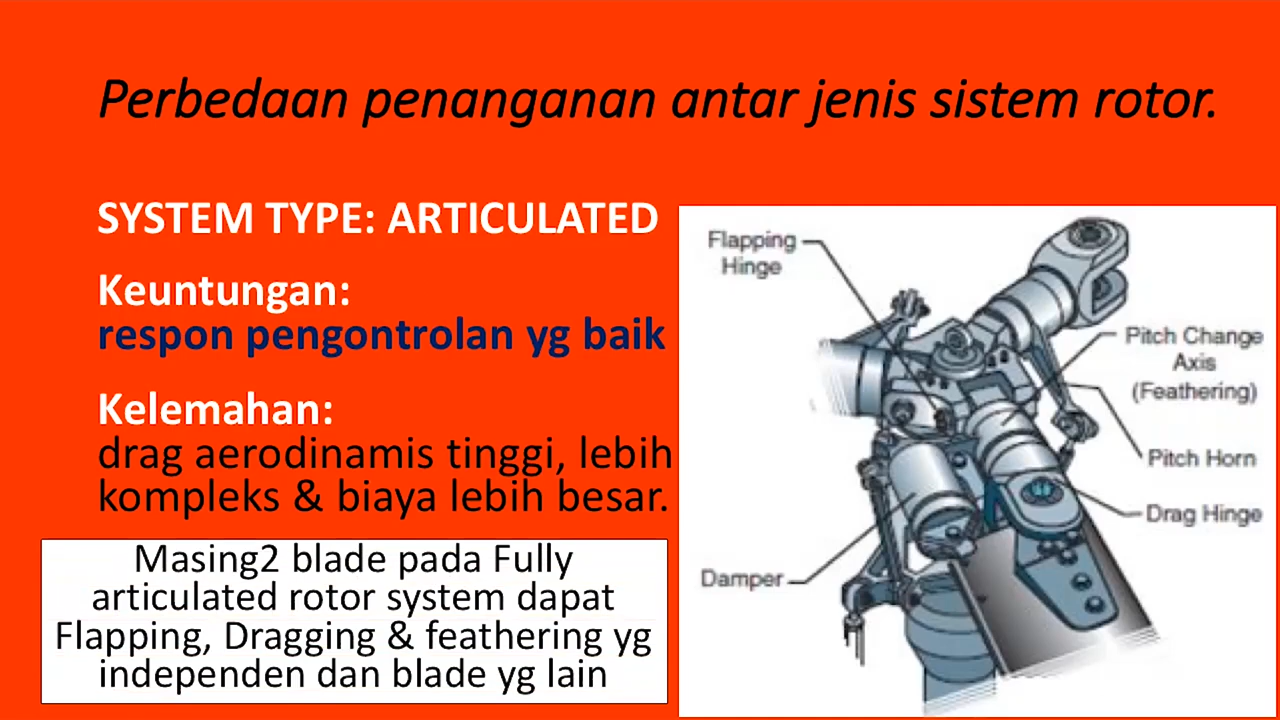 Perbedaan penanganan antar jenis sistem rotor.
SYSTEM TYPE: ARTICULATED
Keuntungan:
respon pengontrolan yg baik
Kelemahan:
drag aerodinamis tinggi, lebih
kompleks & biaya lebih besar.
Masing2 blade pada Fully
articulated rotor system dapat
Flapping, Dragging & feathering yg
independen dan blade yg lain
Flapping
Hinge
Pitch Change
Axis
(Feathering)
Pitch Horn
Drag Hinge
Damper